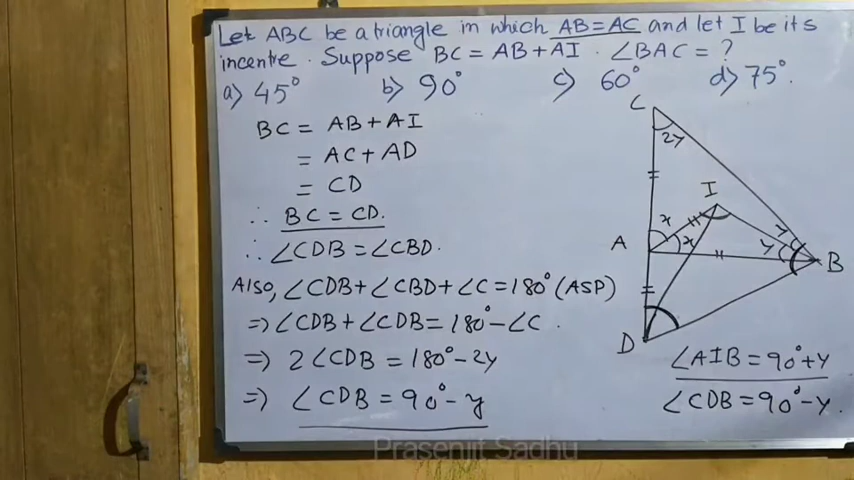 Let ABC be a triangle in which AB = AC and let I be its
incentre. Suppose BC = AB + AI. ∠BAC = ?
a) 45° b) 90° c) 60° d) 75°.
BC = AB + AI
= AC + AD
= CD
∴ BC = CD.
∴ ∠CDB = ∠CBD.
Also, ∠CDB + ∠CBD + ∠C = 180° (ASP)
⇒ ∠CDB + ∠CDB = 180° - ∠C.
⇒ 2∠CDB = 180° - 2y
⇒ ∠CDB = 90° - y
C
2y
I
x
x
y
y
A
B
D
∠AIB = 90° + y
∠CDB = 90° - y.
Prasenjit Sadhu